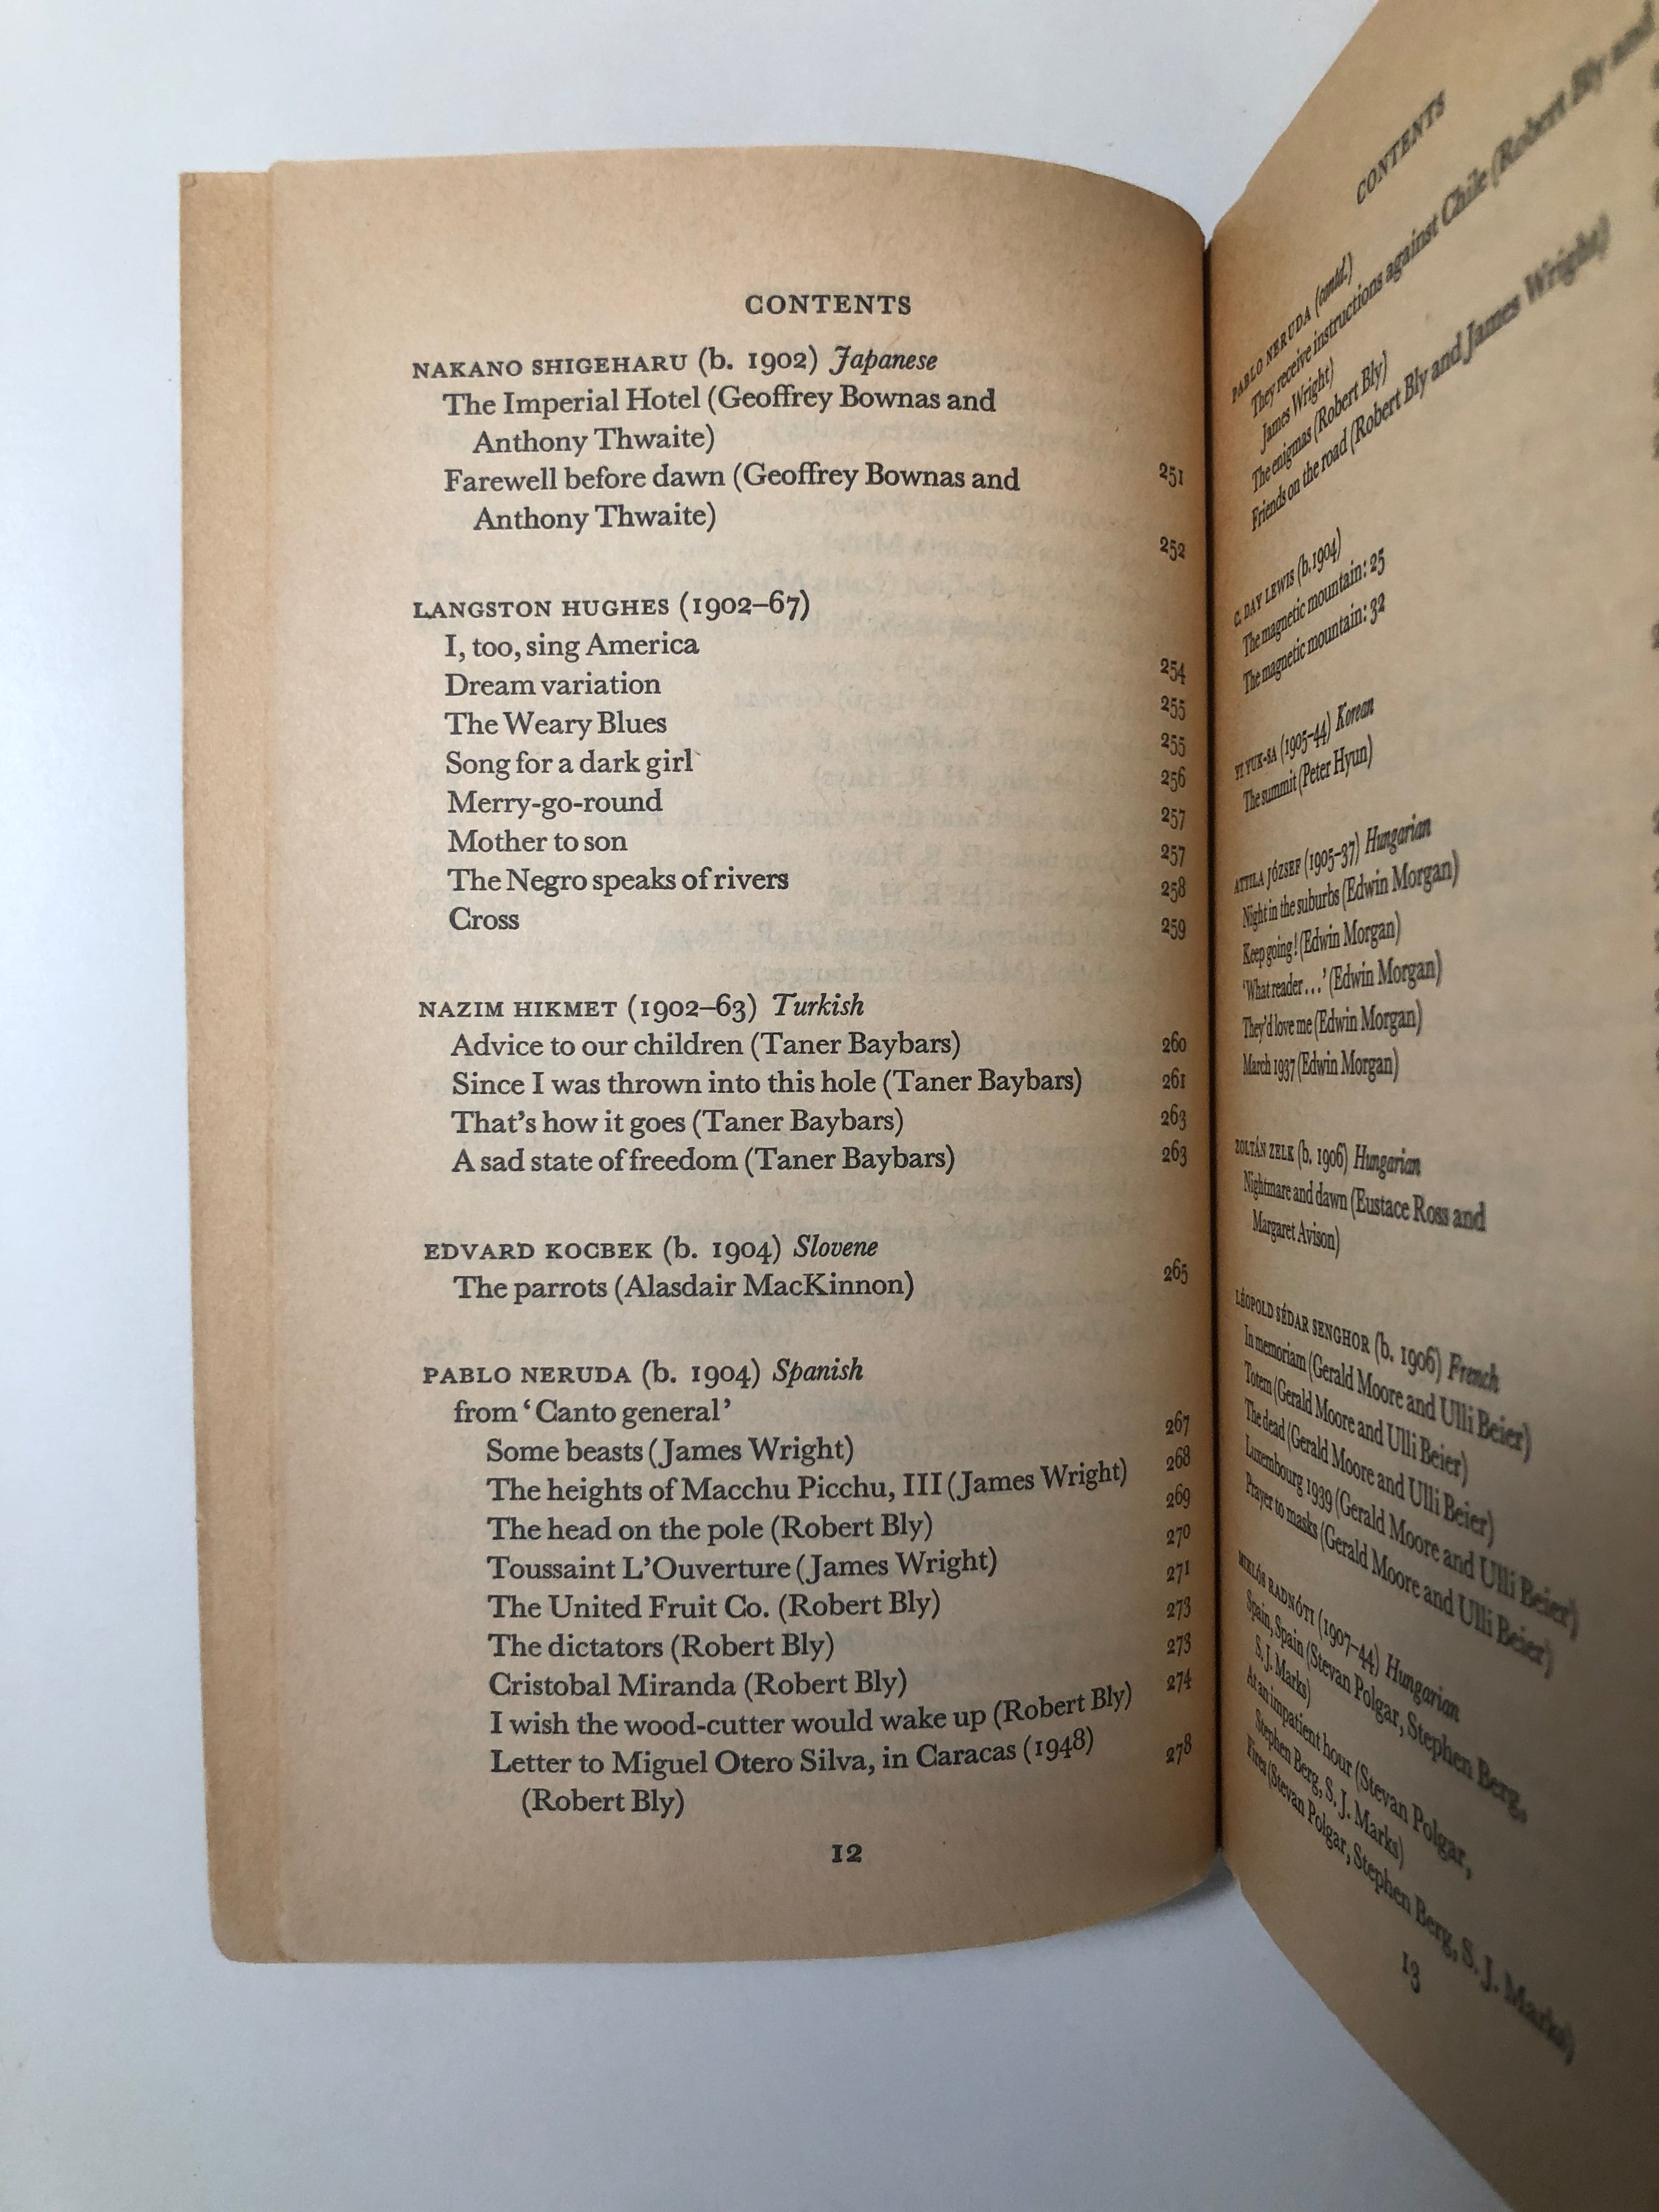 CONTENTS
NAKANO SHIGEHARU (b. 1902) Japanese
The Imperial Hotel (Geoffrey Bownas and
Anthony Thwaite) 251
Farewell before dawn (Geoffrey Bownas and
Anthony Thwaite) 252
LANGSTON HUGHES (1902–67)
I, too, sing America 254
Dream variation 255
The Weary Blues 255
Song for a dark girl 256
Merry-go-round 257
Mother to son 257
The Negro speaks of rivers 258
Cross 259
NAZIM HIKMET (1902–63) Turkish
Advice to our children (Taner Baybars) 260
Since I was thrown into this hole (Taner Baybars) 261
That's how it goes (Taner Baybars) 263
A sad state of freedom (Taner Baybars) 263
EDVARD KOCBEK (b. 1904) Slovene
The parrots (Alasdair MacKinnon) 265
PABLO NERUDA (b. 1904) Spanish
from 'Canto general'
Some beasts (James Wright) 267
The heights of Macchu Picchu, III (James Wright) 268
The head on the pole (Robert Bly) 269
Toussaint L'Ouverture (James Wright) 270
The United Fruit Co. (Robert Bly) 271
The dictators (Robert Bly) 273
Cristobal Miranda (Robert Bly) 273
I wish the wood-cutter would wake up (Robert Bly) 274
Letter to Miguel Otero Silva, in Caracas (1948)
(Robert Bly) 278
12
CONTENTS
PABLO NERUDA (contd.)
They receive instructions against Chile (Robert Bly and
James Wright)
The enigmas (Robert Bly)
Friends on the road (Robert Bly and James Wright)
C. DAY LEWIS (b. 1904)
The magnetic mountain: 25
The magnetic mountain: 32
YI YUK-SA (1905–44) Korean
The summit (Peter Hyun)
ATTILA JÓZSEF (1905–37) Hungarian
Night in the suburbs (Edwin Morgan)
Keep going! (Edwin Morgan)
'What reader...' (Edwin Morgan)
They'd love me (Edwin Morgan)
March 1937 (Edwin Morgan)
ZOLTÁN ZELK (b. 1906) Hungarian
Nightmare and dawn (Eustace Ross and
Margaret Avison)
LÉOPOLD SÉDAR SENGHOR (b. 1906) French
In memoriam (Gerald Moore and Ulli Beier)
Totem (Gerald Moore and Ulli Beier)
The dead (Gerald Moore and Ulli Beier)
Luxembourg 1939 (Gerald Moore and Ulli Beier)
Prayer to masks (Gerald Moore and Ulli Beier)
MIKLÓS RADNÓTI (1907–44) Hungarian
Spain, Spain (Stevan Polgar, Stephen Berg,
S. J. Marks)
At an impatient hour (Stevan Polgar,
Stephen Berg, S. J. Marks)
Fires (Stevan Polgar, Stephen Berg, S. J. Marks)
13